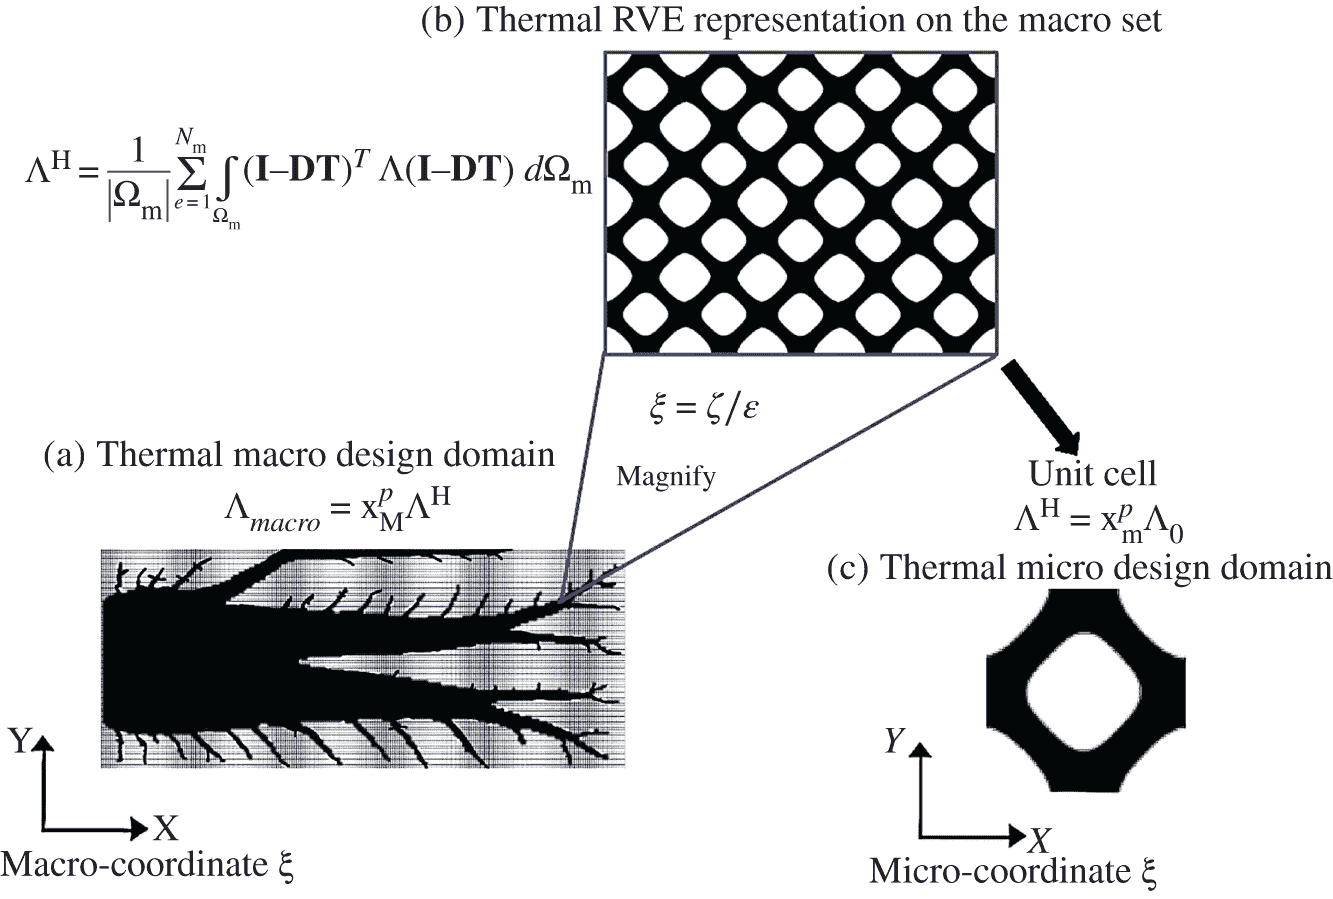 (b) Thermal RVE representation on the macro set
Λ^H = 1/|Ω_m| ∑_{e=1}^{N_m} ∫_{Ω_m} (I–DT)^T Λ(I–DT) dΩ_m
ξ = ζ/ε
Magnify
(a) Thermal macro design domain
Λ_macro = x_M^p Λ^H
Unit cell
Λ^H = x_m^p Λ_0
(c) Thermal micro design domain
Y
X
Macro-coordinate ξ
Y
X
Micro-coordinate ξ